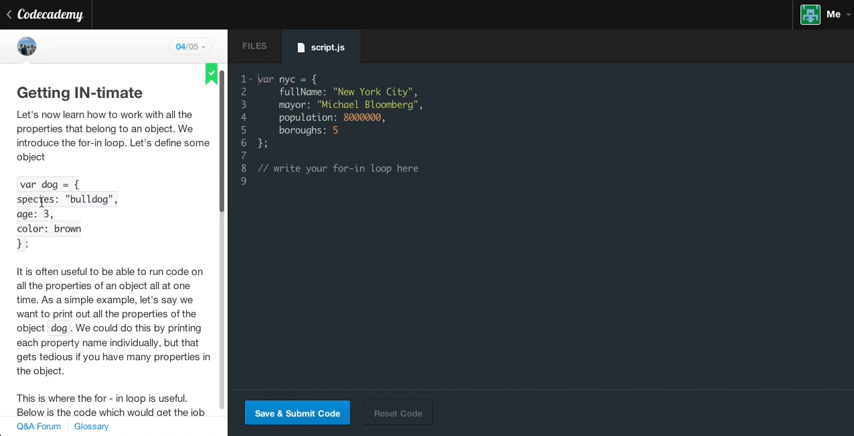 Codecademy
Me
04/05
FILES
script.js
Getting IN-timate
Let's now learn how to work with all the
properties that belong to an object. We
introduce the for-in loop. Let's define some
object
var dog = {
species: "bulldog",
age: 3,
color: brown
};
It is often useful to be able to run code on
all the properties of an object all at one
time. As a simple example, let's say we
want to print out all the properties of the
object dog. We could do this by printing
each property name individually, but that
gets tedious if you have many properties in
the object.
This is where the for - in loop is useful.
Below is the code which would get the job
Q&A Forum
Glossary
1 var nyc = {
2 fullName: "New York City",
3 mayor: "Michael Bloomberg",
4 population: 8000000,
5 boroughs: 5
6 };
7
8 // write your for-in loop here
9
Save & Submit Code
Reset Code